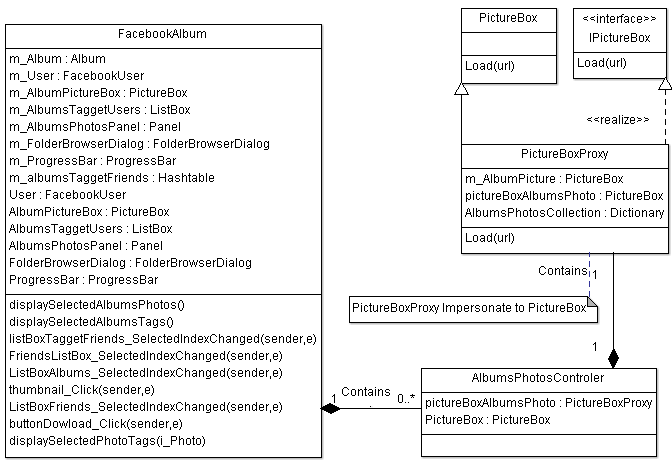 FacebookAlbum
m_Album : Album
m_User : FacebookUser
m_AlbumPictureBox : PictureBox
m_AlbumsTaggetUsers : ListBox
m_AlbumsPhotosPanel : Panel
m_FolderBrowserDialog : FolderBrowserDialog
m_ProgressBar : ProgressBar
m_albumsTaggetFriends : Hashtable
User : FacebookUser
AlbumPictureBox : PictureBox
AlbumsTaggetUsers : ListBox
AlbumsPhotosPanel : Panel
FolderBrowserDialog : FolderBrowserDialog
ProgressBar : ProgressBar
displaySelectedAlbumsPhotos()
displaySelectedAlbumsTags()
listBoxTaggetFriends_SelectedIndexChanged(sender,e)
FriendsListBox_SelectedIndexChanged(sender,e)
ListBoxAlbums_SelectedIndexChanged(sender,e)
thumbnail_Click(sender,e)
ListBoxFriends_SelectedIndexChanged(sender,e)
buttonDowload_Click(sender,e)
displaySelectedPhotoTags(i_Photo)
PictureBox
Load(url)
<<interface>>
IPictureBox
Load(url)
<<realize>>
PictureBoxProxy
m_AlbumPicture : PictureBox
pictureBoxAlbumsPhoto : PictureBox
AlbumsPhotosCollection : Dictionary
Load(url)
Contains
1
PictureBoxProxy Impersonate to PictureBox
1
AlbumsPhotosControler
pictureBoxAlbumsPhoto : PictureBoxProxy
PictureBox : PictureBox
1 Contains 0..*